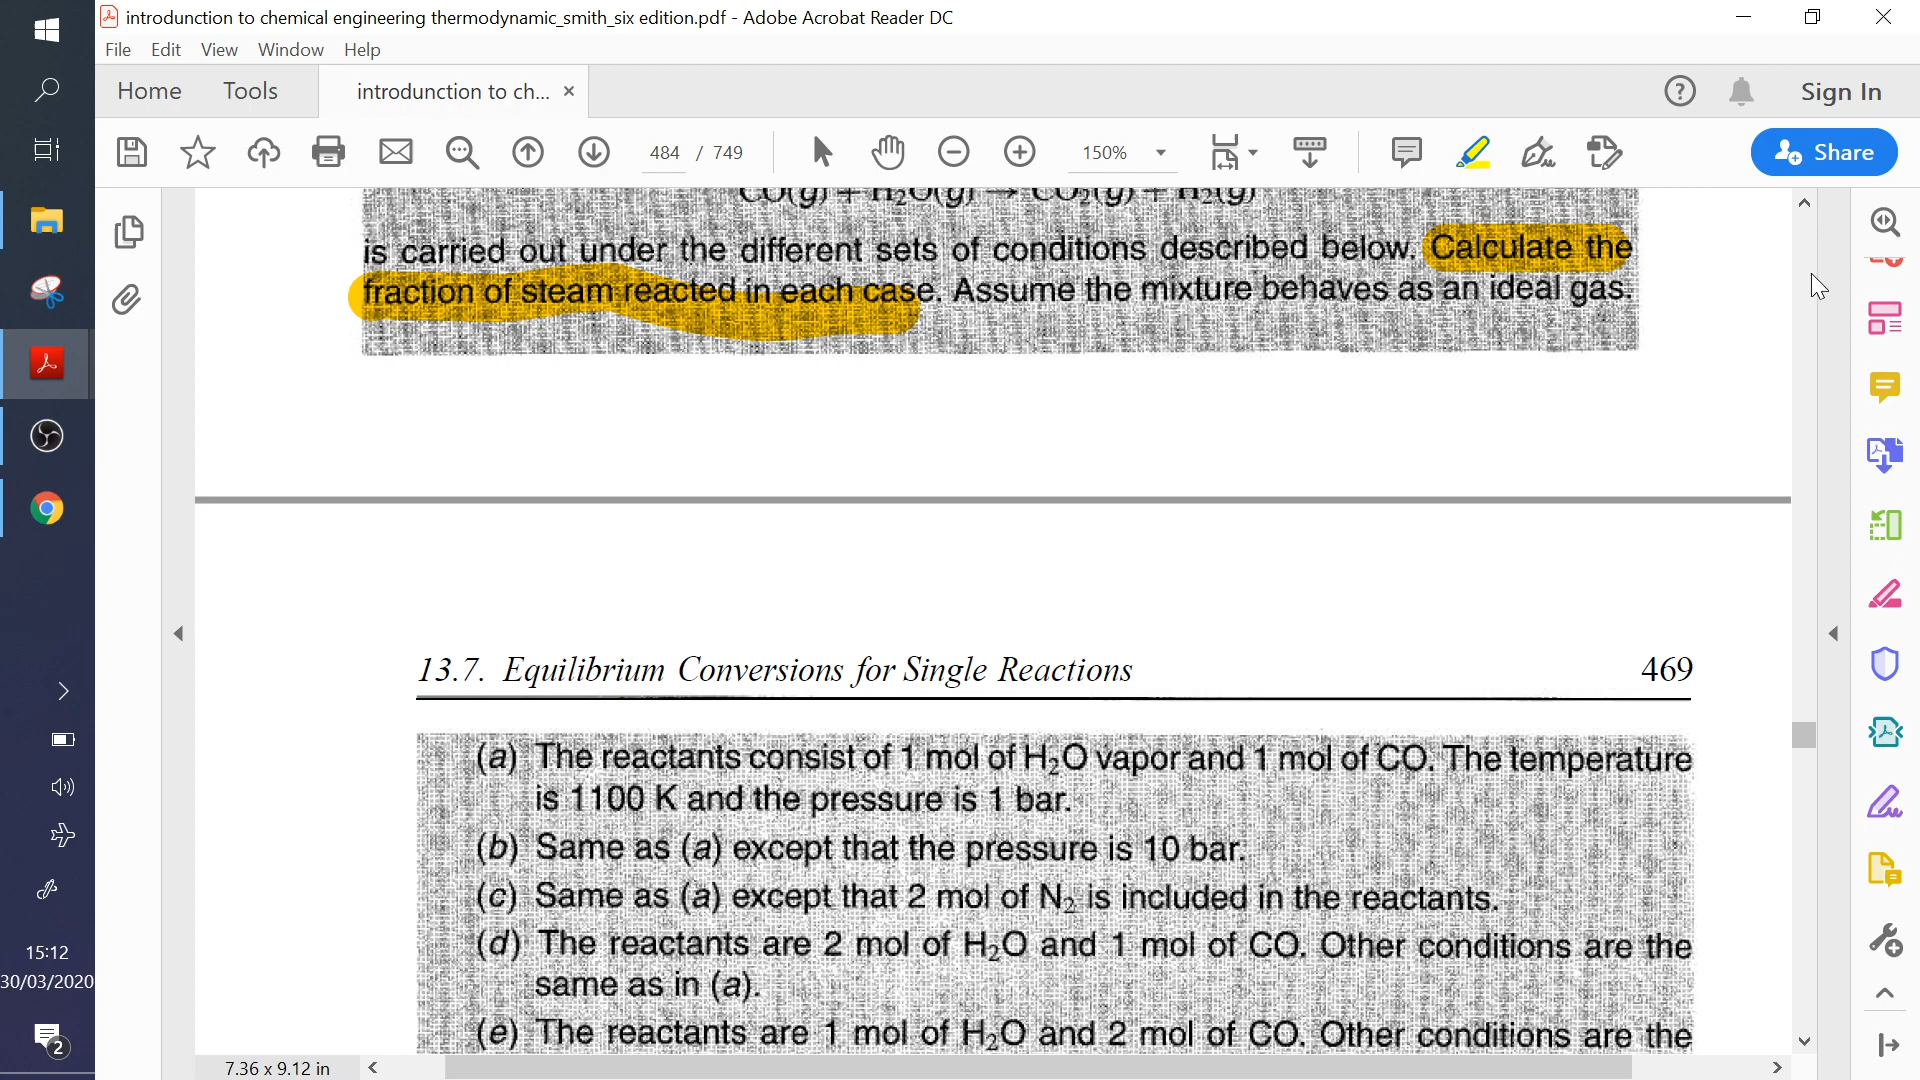 introdunction to chemical engineering thermodynamic_smith_six edition.pdf - Adobe Acrobat Reader DC
File Edit View Window Help
Home Tools introdunction to ch... × Sign In
484 / 749 150% Share
CO(g) + H₂O(g) → CO₂(g) + H₂(g)
is carried out under the different sets of conditions described below. Calculate the
fraction of steam reacted in each case. Assume the mixture behaves as an ideal gas.
13.7. Equilibrium Conversions for Single Reactions 469
(a) The reactants consist of 1 mol of H₂O vapor and 1 mol of CO. The temperature
is 1100 K and the pressure is 1 bar.
(b) Same as (a) except that the pressure is 10 bar.
(c) Same as (a) except that 2 mol of N₂ is included in the reactants.
(d) The reactants are 2 mol of H₂O and 1 mol of CO. Other conditions are the
same as in (a).
(e) The reactants are 1 mol of H₂O and 2 mol of CO. Other conditions are the
7.36 x 9.12 in
15:12
30/03/2020
2